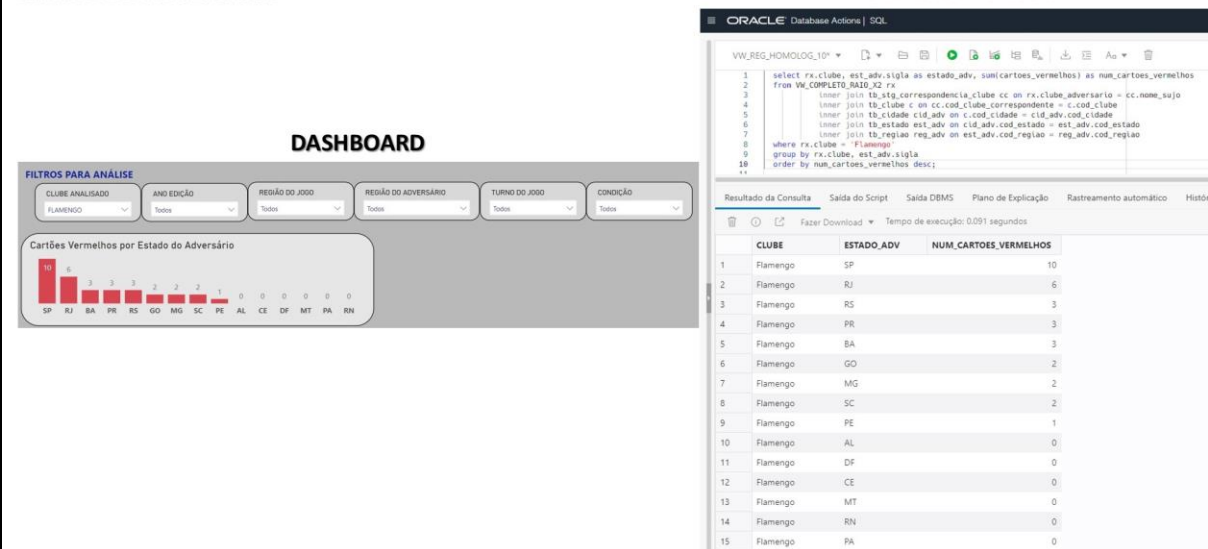 DASHBOARD
FILTROS PARA ANÁLISE
CLUBE ANALISADO
FLAMENGO
ANO EDIÇÃO
Todos
REGIÃO DO JOGO
Todos
REGIÃO DO ADVERSÁRIO
Todos
TURNO DO JOGO
Todos
CONDIÇÃO
Todos
Cartões Vermelhos por Estado do Adversário
10 6 3 3 3 2 2 2 1 0 0 0 0 0 0
SP RJ BA PR RS GO MG SC PE AL CE DF MT PA RN
ORACLE Database Actions | SQL
VW_REG_HOMOLOG_10*
Aa
1 select rx.clube, est_adv.sigla as estado_adv, sum(cartoes_vermelhos) as num_cartoes_vermelhos
2 from VW_COMPLETO_RAIO_X2 rx
3 inner join tb_stg_correspondencia_clube cc on rx.clube_adversario = cc.nome_sujo
4 inner join tb_clube c on cc.cod_clube_correspondente = c.cod_clube
5 inner join tb_cidade cid_adv on c.cod_cidade = cid_adv.cod_cidade
6 inner join tb_estado est_adv on cid_adv.cod_estado = est_adv.cod_estado
7 inner join tb_regiao reg_adv on est_adv.cod_regiao = reg_adv.cod_regiao
8 where rx.clube = 'Flamengo'
9 group by rx.clube, est_adv.sigla
10 order by num_cartoes_vermelhos desc;
Resultado da Consulta Saída do Script Saída DBMS Plano de Explicação Rastreamento automático Histór
Fazer Download Tempo de execução: 0.091 segundos
CLUBE ESTADO_ADV NUM_CARTOES_VERMELHOS
1 Flamengo SP 10
2 Flamengo RJ 6
3 Flamengo RS 3
4 Flamengo PR 3
5 Flamengo BA 3
6 Flamengo GO 2
7 Flamengo MG 2
8 Flamengo SC 2
9 Flamengo PE 1
10 Flamengo AL 0
11 Flamengo DF 0
12 Flamengo CE 0
13 Flamengo MT 0
14 Flamengo RN 0
15 Flamengo PA 0